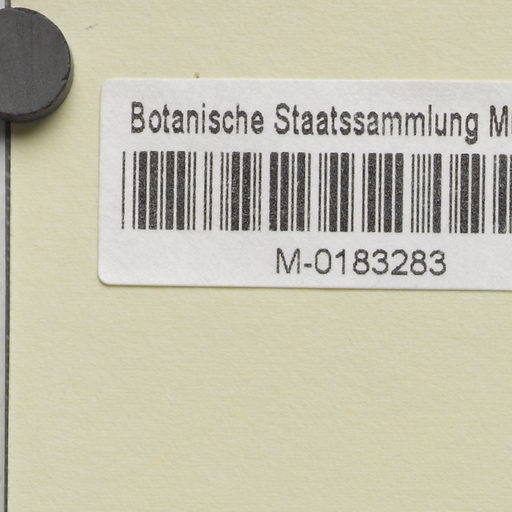 Botanische Staatssammlung
M-0183283